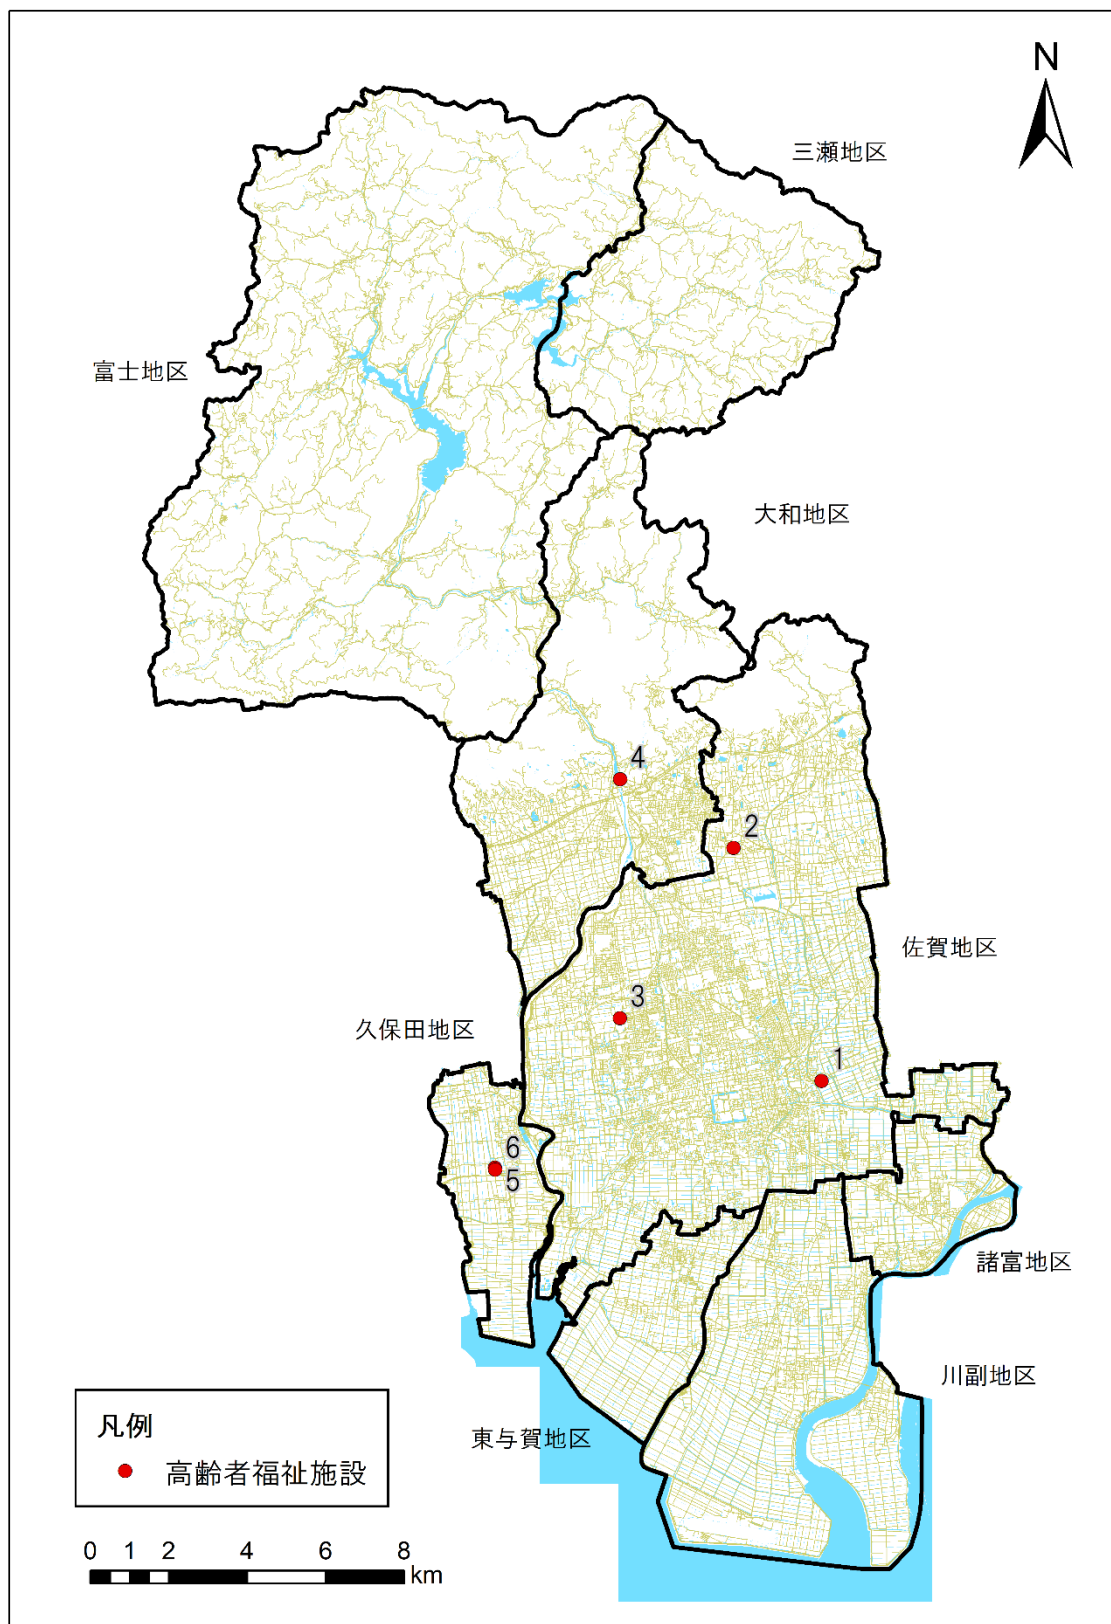 N
三瀬地区
富士地区
大和地区
4
2
佐賀地区
3
久保田地区
1
6
5
諸富地区
川副地区
東与賀地区
凡例
高齢者福祉施設
0 1 2 4 6 8
km